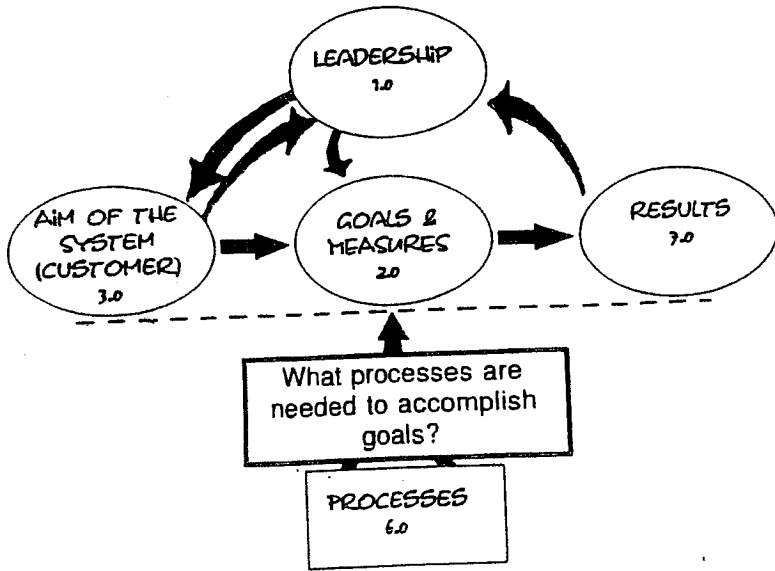 LEADERSHIP
1.0
AIM OF THE
SYSTEM
(CUSTOMER)
3.0
GOALS &
MEASURES
2.0
RESULTS
7.0
What processes are
needed to accomplish
goals?
PROCESSES
6.0